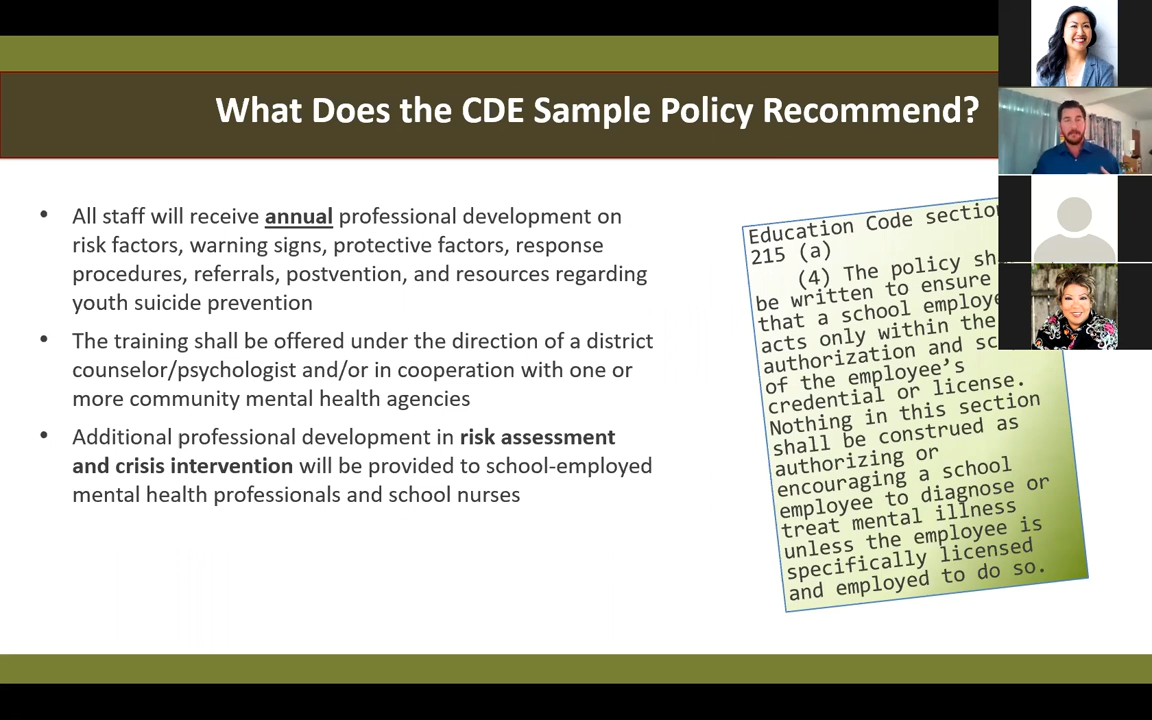 What Does the CDE Sample Policy Recommend?
• All staff will receive annual professional development on
risk factors, warning signs, protective factors, response
procedures, referrals, postvention, and resources regarding
youth suicide prevention
• The training shall be offered under the direction of a district
counselor/psychologist and/or in cooperation with one or
more community mental health agencies
• Additional professional development in risk assessment
and crisis intervention will be provided to school-employed
mental health professionals and school nurses
Education Code
215 (a)
(4) The policy
be written to ensure
that a school
acts only within the
authorization and
of the employee’s
credential or license.
Nothing in this section
shall be construed as
authorizing or
encouraging a school
employee to diagnose or
treat mental illness
unless the employee is
specifically licensed
and employed to do so.